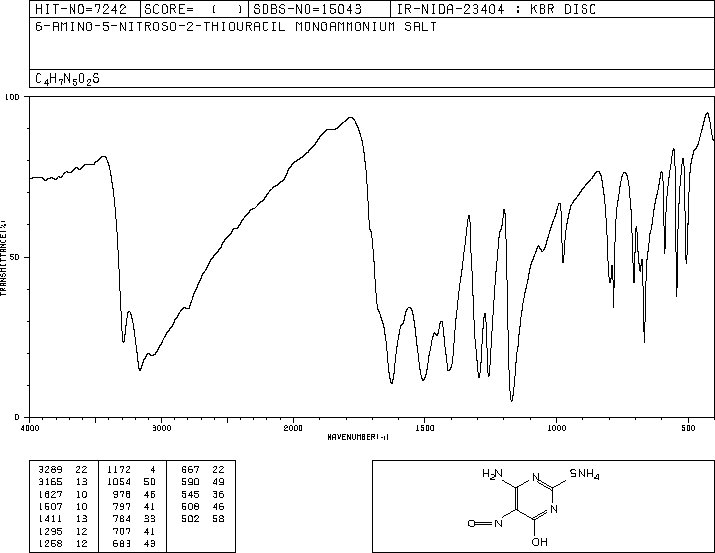 HIT-NO=7242 SCORE= ( ) SDBS-NO=15043 IR-NIDA-23404 : KBR DISC
6-AMINO-5-NITROSO-2-THIOURACIL MONOAMMONIUM SALT
C4H7N5O2S
100
50
0
TRANSMITTANCE(%)
4000 3000 2000 1500 1000 500
WAVENUMBER(-1)
3289 22 1172 4 667 22
3165 13 1054 50 590 49
1627 10 978 46 545 36
1507 10 797 41 508 46
1411 13 784 33 502 58
1295 12 707 41
1258 12 683 43
H2N N SNH4
O N N
OH